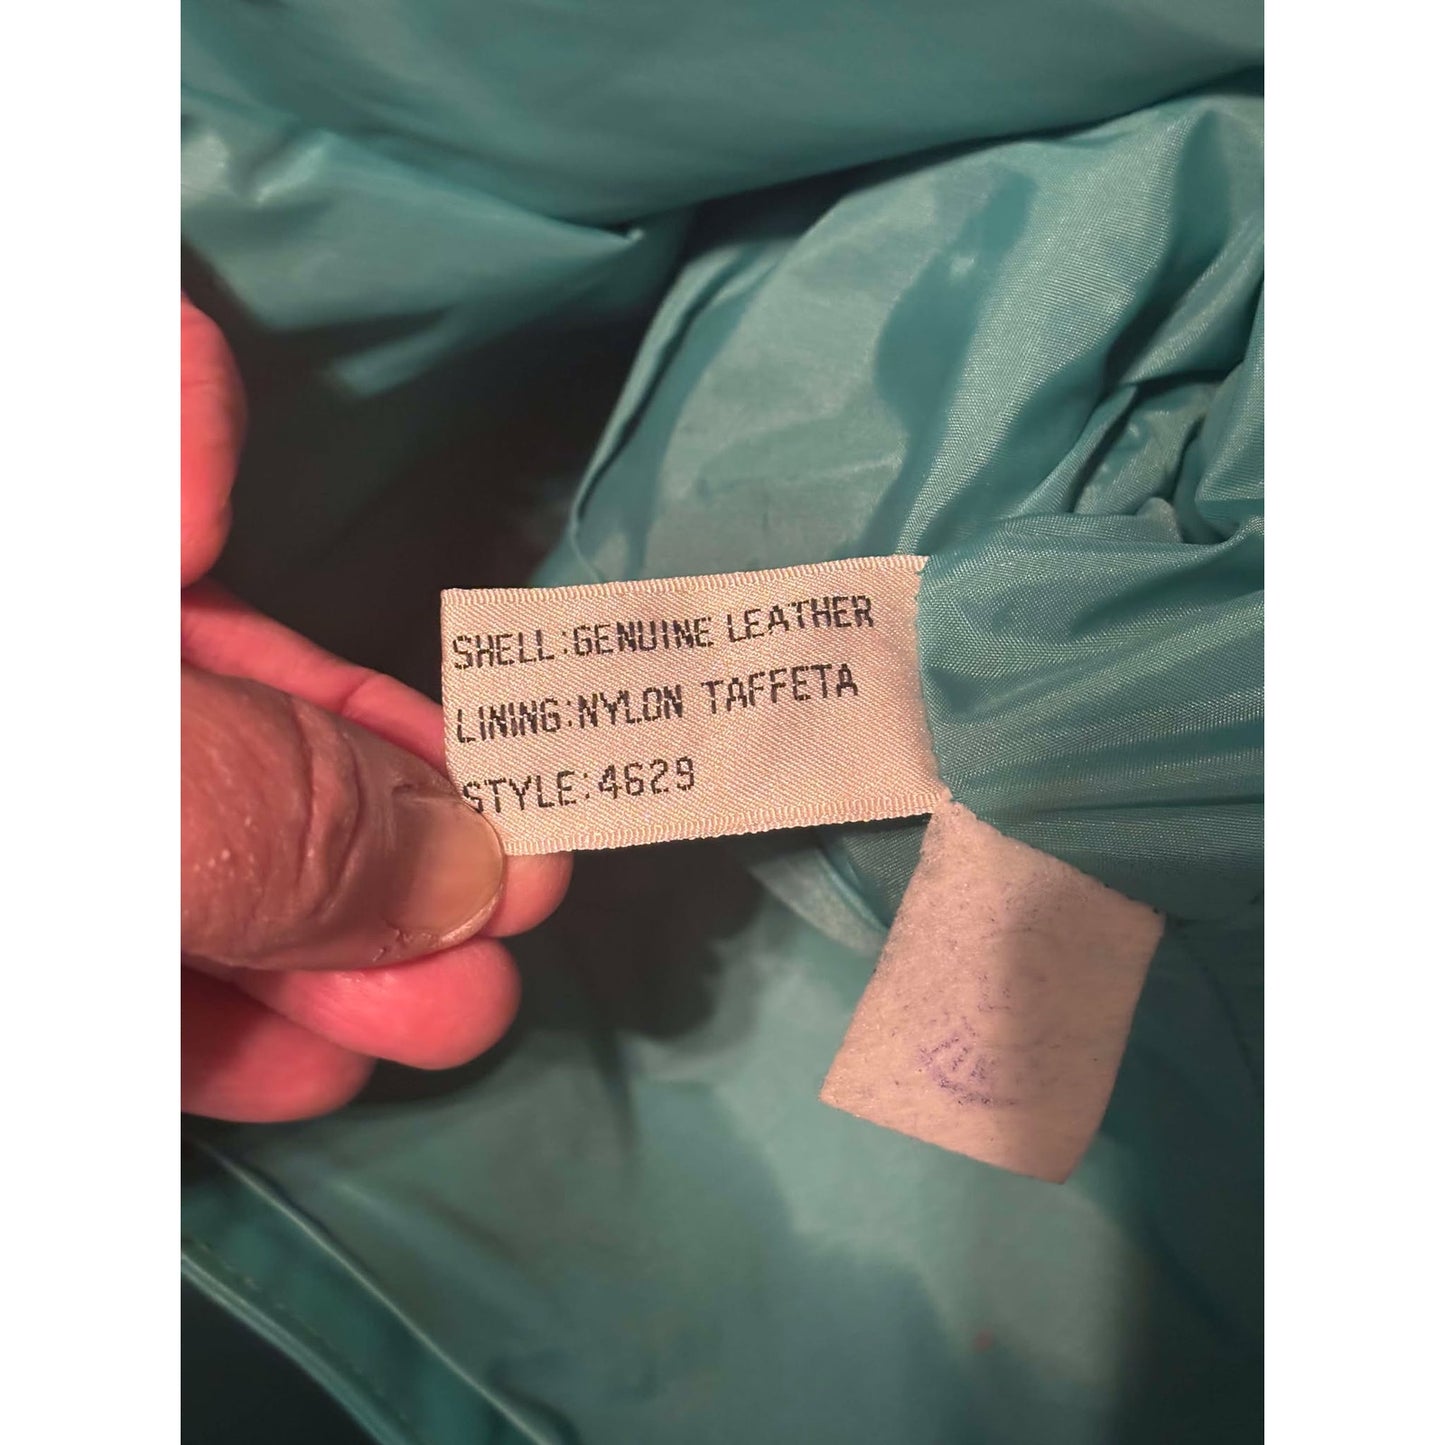 SHELL:GENUINE LEATHER
LINING:NYLON TAFFETA
STYLE:4629